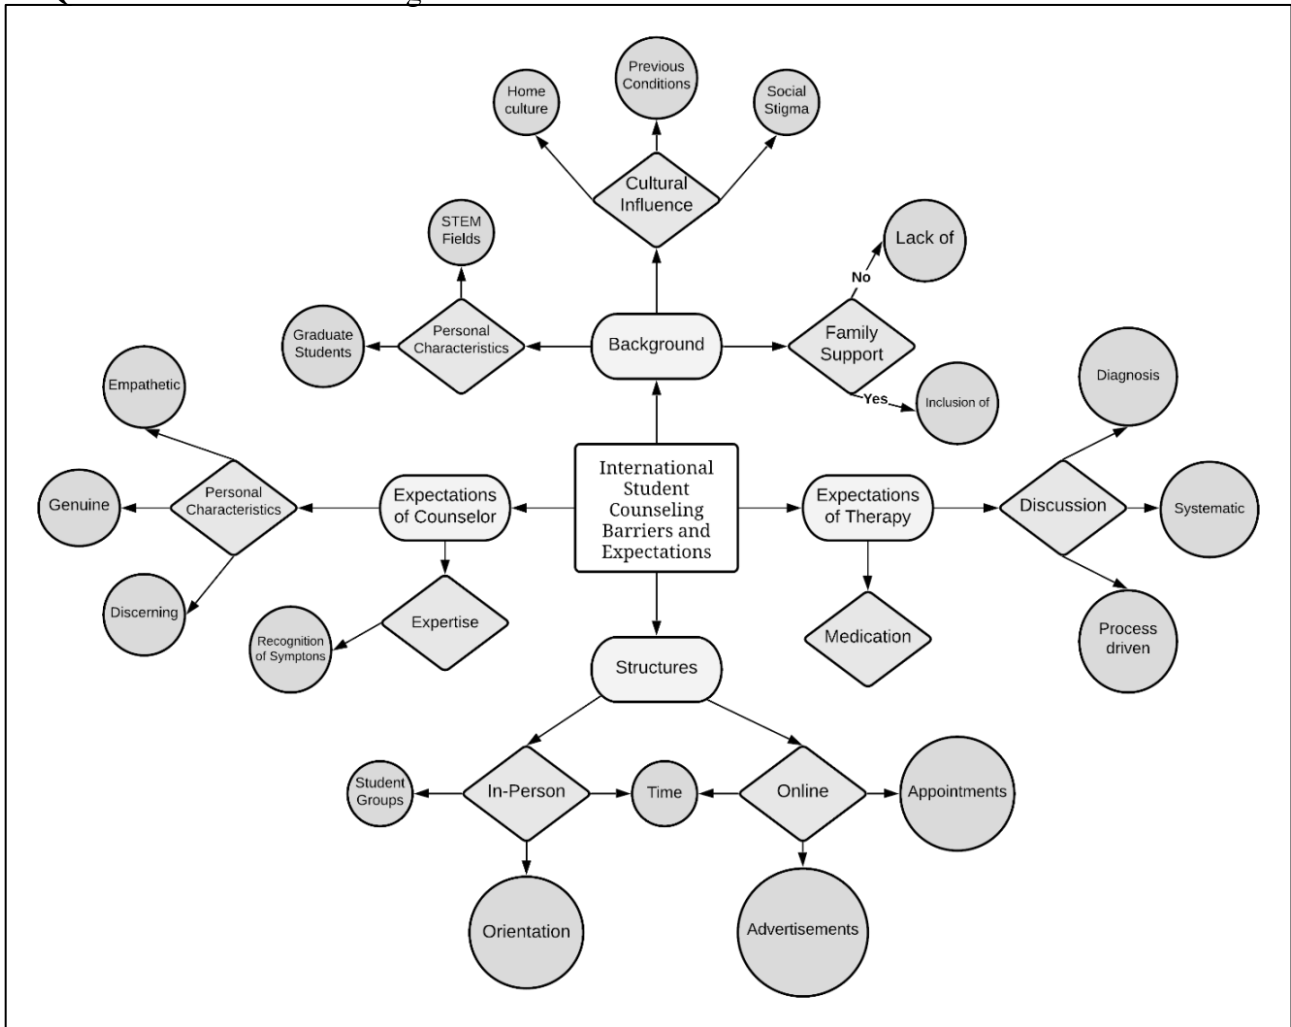 Home
culture
Previous
Conditions
Social
Stigma
Cultural
Influence
STEM
Fields
Lack of
No
Graduate
Students
Personal
Characteristics
Background
Family
Support
Yes
Inclusion of
Empathetic
Diagnosis
Genuine
Personal
Characteristics
Expectations
of Counselor
International
Student
Counseling
Barriers and
Expectations
Expectations
of Therapy
Discussion
Systematic
Discerning
Recognition
of Symptons
Expertise
Medication
Process
driven
Structures
Student
Groups
In-Person
Time
Online
Appointments
Orientation
Advertisements